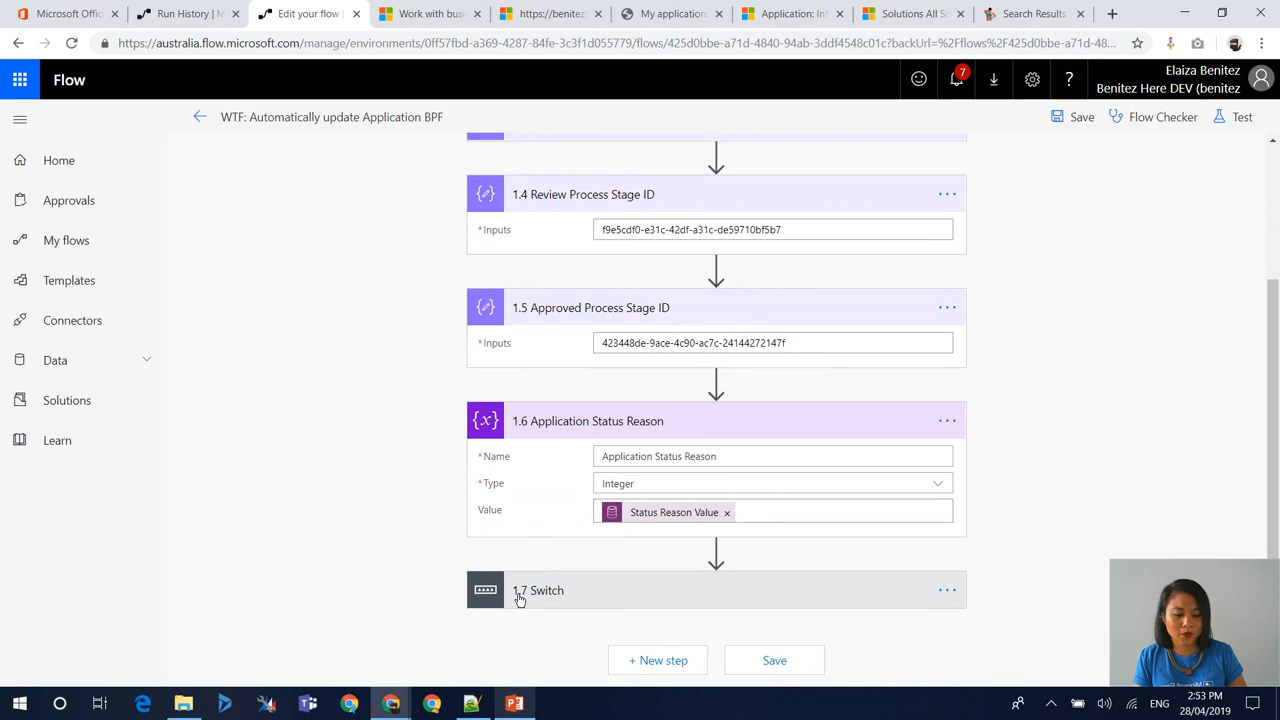 Microsoft Office
Run History | M
Edit your flow |
Work with busi
https://benitez
My application
Application: Inf
Solutions All S
Search Results
https://australia.flow.microsoft.com/manage/environments/0ff57fbd-a369-4287-84fe-3c3f1d055779/flows/425d0bbe-a71d-4840-94ab-3ddf4548c01c?backUrl=%2Fflows%2F425d0bbe-a71d-48...
Flow
7
?
Elaiza Benitez
Benitez Here DEV (benitez
WTF: Automatically update Application BPF
Save
Flow Checker
Test
Home
Approvals
My flows
Templates
Connectors
Data
Solutions
Learn
1.4 Review Process Stage ID
* Inputs
f9e5cdf0-e31c-42df-a31c-de59710bf5b7
1.5 Approved Process Stage ID
* Inputs
423448de-9ace-4c90-ac7c-24144272147f
1.6 Application Status Reason
* Name
Application Status Reason
* Type
Integer
Value
Status Reason Value
1.7 Switch
+ New step
Save
ENG
2:53 PM
28/04/2019